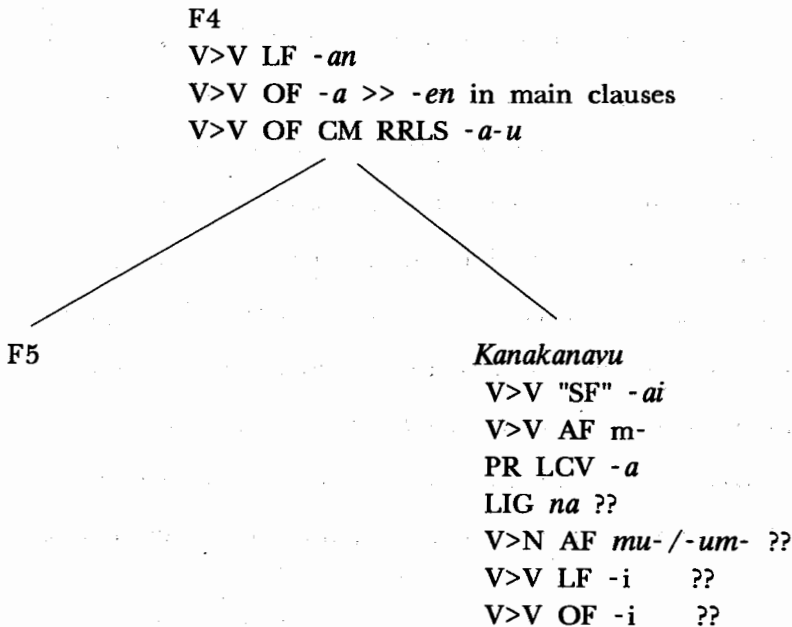 F4
V>V LF -an
V>V OF -a >> -en in main clauses
V>V OF CM RRLS -a-u
F5
Kanakanavu
V>V "SF" -ai
V>V AF m-
PR LCV -a
LIG na ??
V>N AF mu-/-um- ??
V>V LF -i ??
V>V OF -i ??